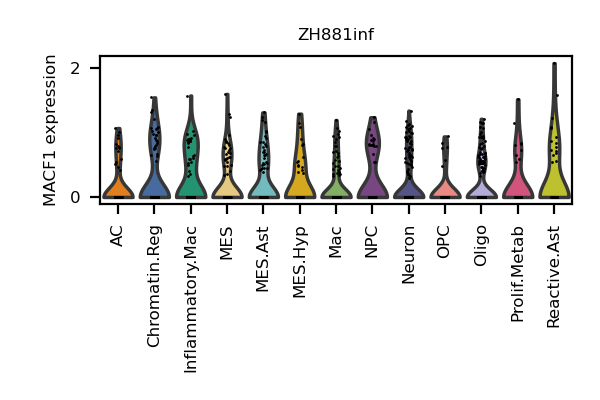 ZH881inf
MACF1 expression
2
0
AC
Chromatin.Reg
Inflammatory.Mac
MES
MES.Ast
MES.Hyp
Mac
NPC
Neuron
OPC
Oligo
Prolif.Metab
Reactive.Ast